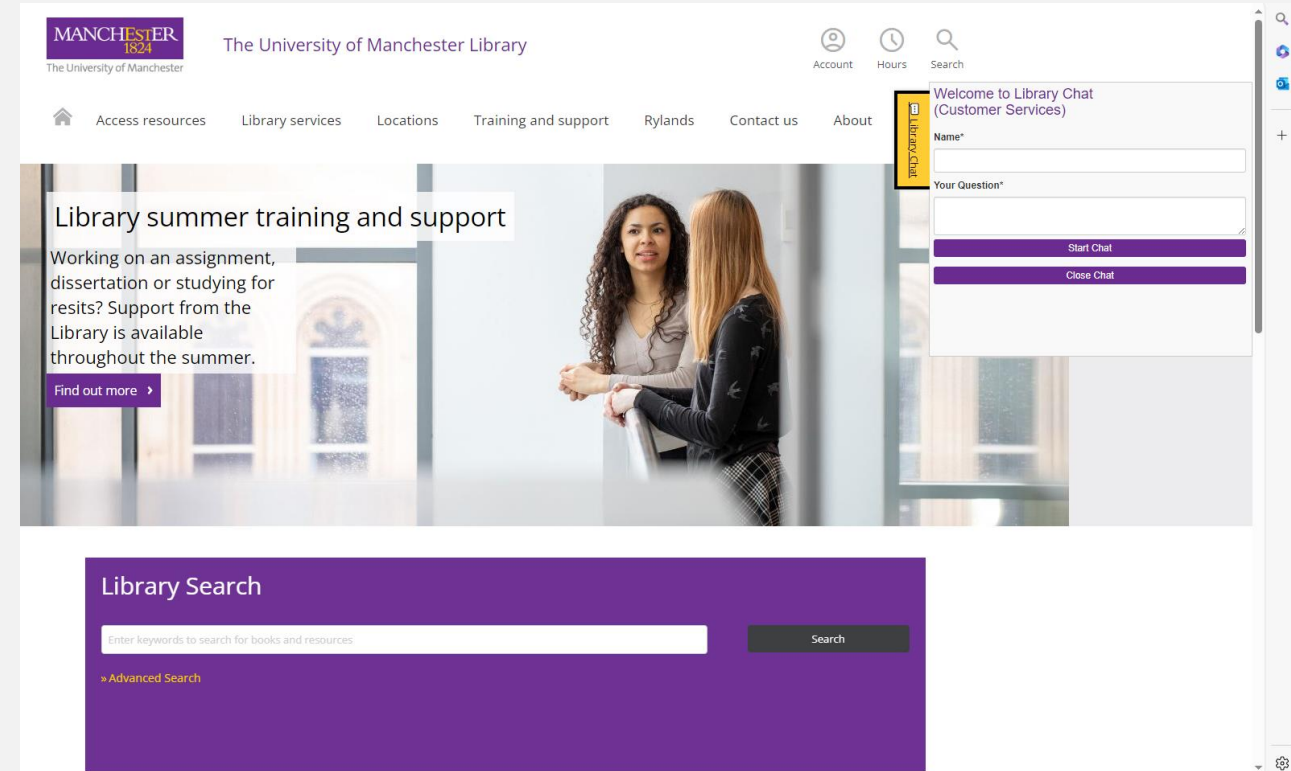 MANCHESTER
1824
The University of Manchester
The University of Manchester Library
Account
Hours
Search
Access resources
Library services
Locations
Training and support
Rylands
Contact us
About
Library Chat
Welcome to Library Chat
(Customer Services)
Name*
Your Question*
Start Chat
Close Chat
Library summer training and support
Working on an assignment,
dissertation or studying for
resits? Support from the
Library is available
throughout the summer.
Find out more
Library Search
Enter keywords to search for books and resources
Search
» Advanced Search